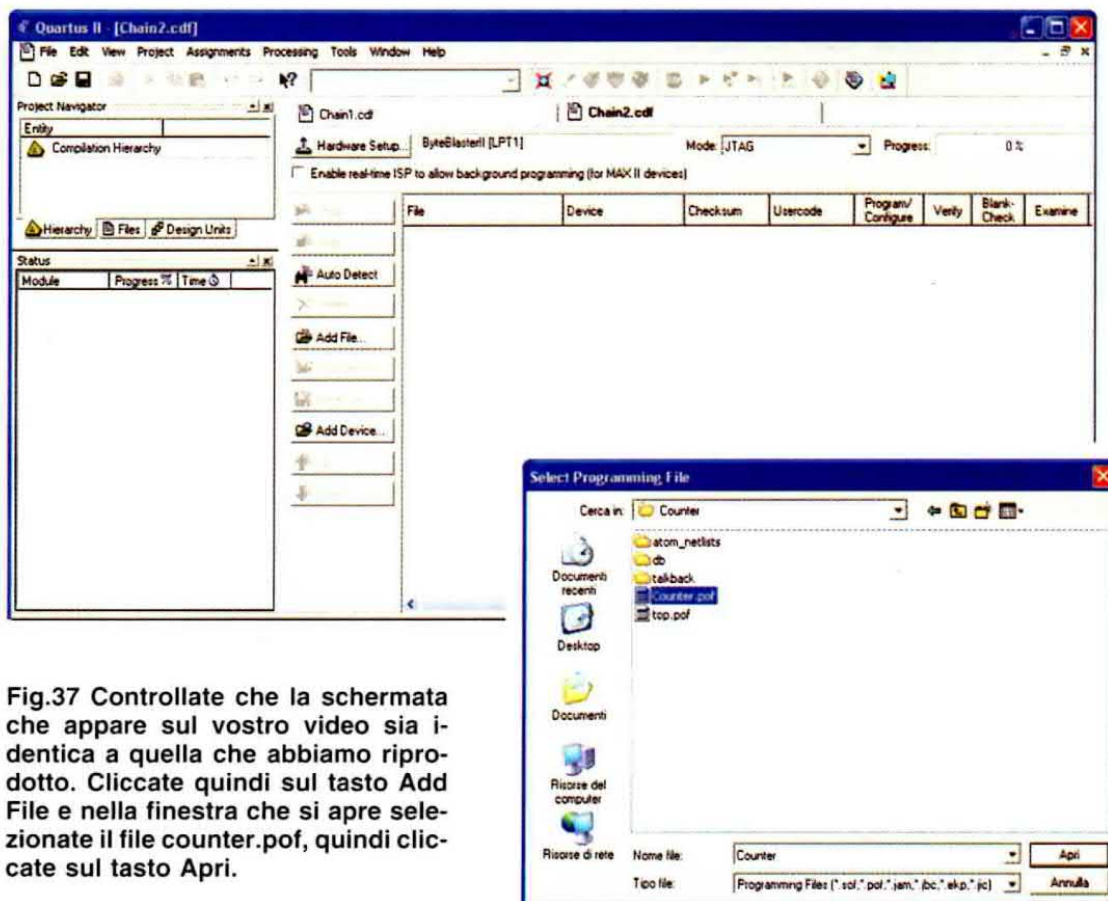 Quartus II - [Chain2.cdf]
File Edit View Project Assignments Processing Tools Window Help
Project Navigator
Entity
Compilation Hierarchy
Hierarchy Files Design Units
Status
Module Progress % Time
Chain1.cdf Chain2.cdf
Hardware Setup... ByteBlasterII [LPT1] Mode: JTAG Progress: 0 %
Enable real-time ISP to allow background programming (for MAX II devices)
File Device Checksum Usercode Program/ Configure Verify Blank- Check Examine
Auto Detect
Add File...
Add Device...
Select Programming File
Cerca in: Counter
Documenti recenti
Desktop
Documenti
Risorse del computer
Risorse di rete
atom_netlists
db
talkback
Counter.pof
top.pof
Nome file: Counter Apri
Tipo file: Programming Files (*.sof;*.pof;*.jam;*.jbc;*.ekp;*.jic) Annulla
Fig.37 Controllate che la schermata
che appare sul vostro video sia i-
dentica a quella che abbiamo ripro-
dotto. Cliccate quindi sul tasto Add
File e nella finestra che si apre sele-
zionate il file counter.pof, quindi clic-
cate sul tasto Apri.